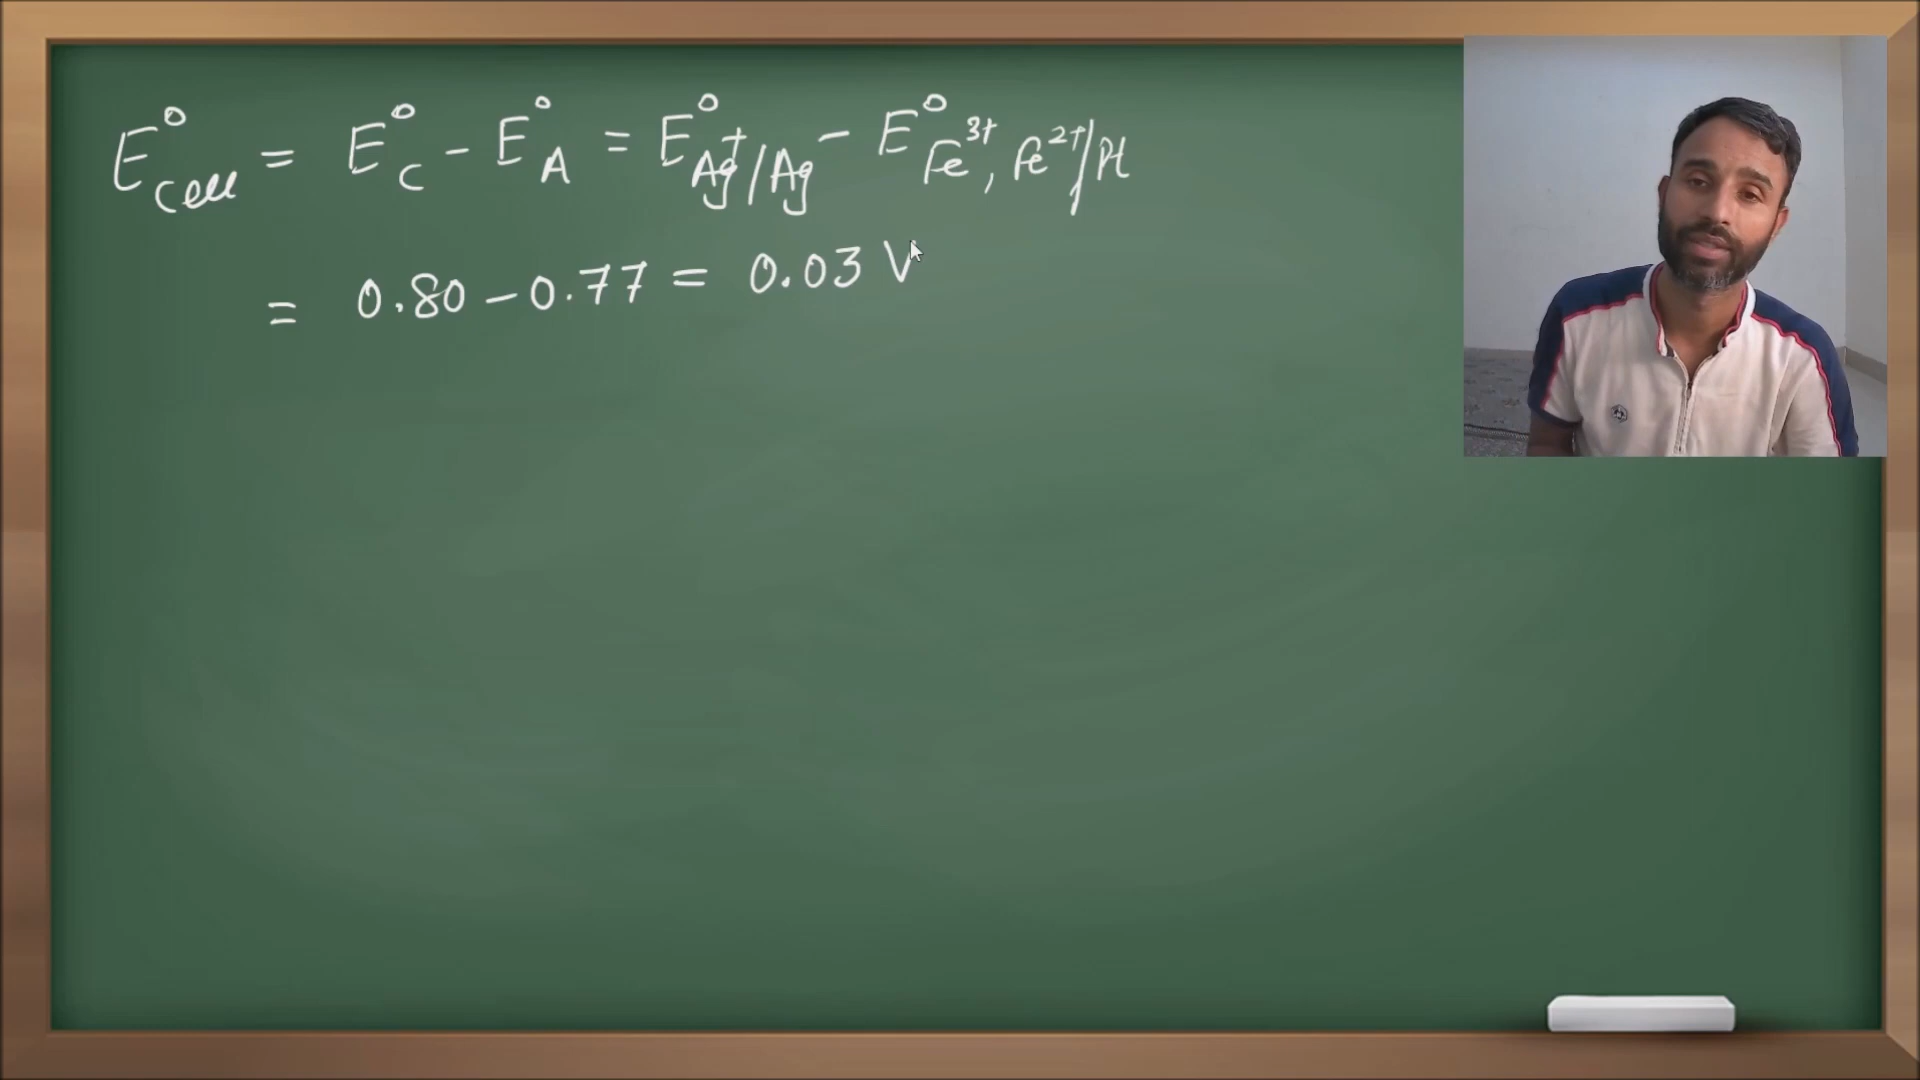 E°cell = E°C - E°A = E°Ag⁺/Ag - E°Fe³⁺, Fe²⁺/Pt
= 0.80 - 0.77 = 0.03 V